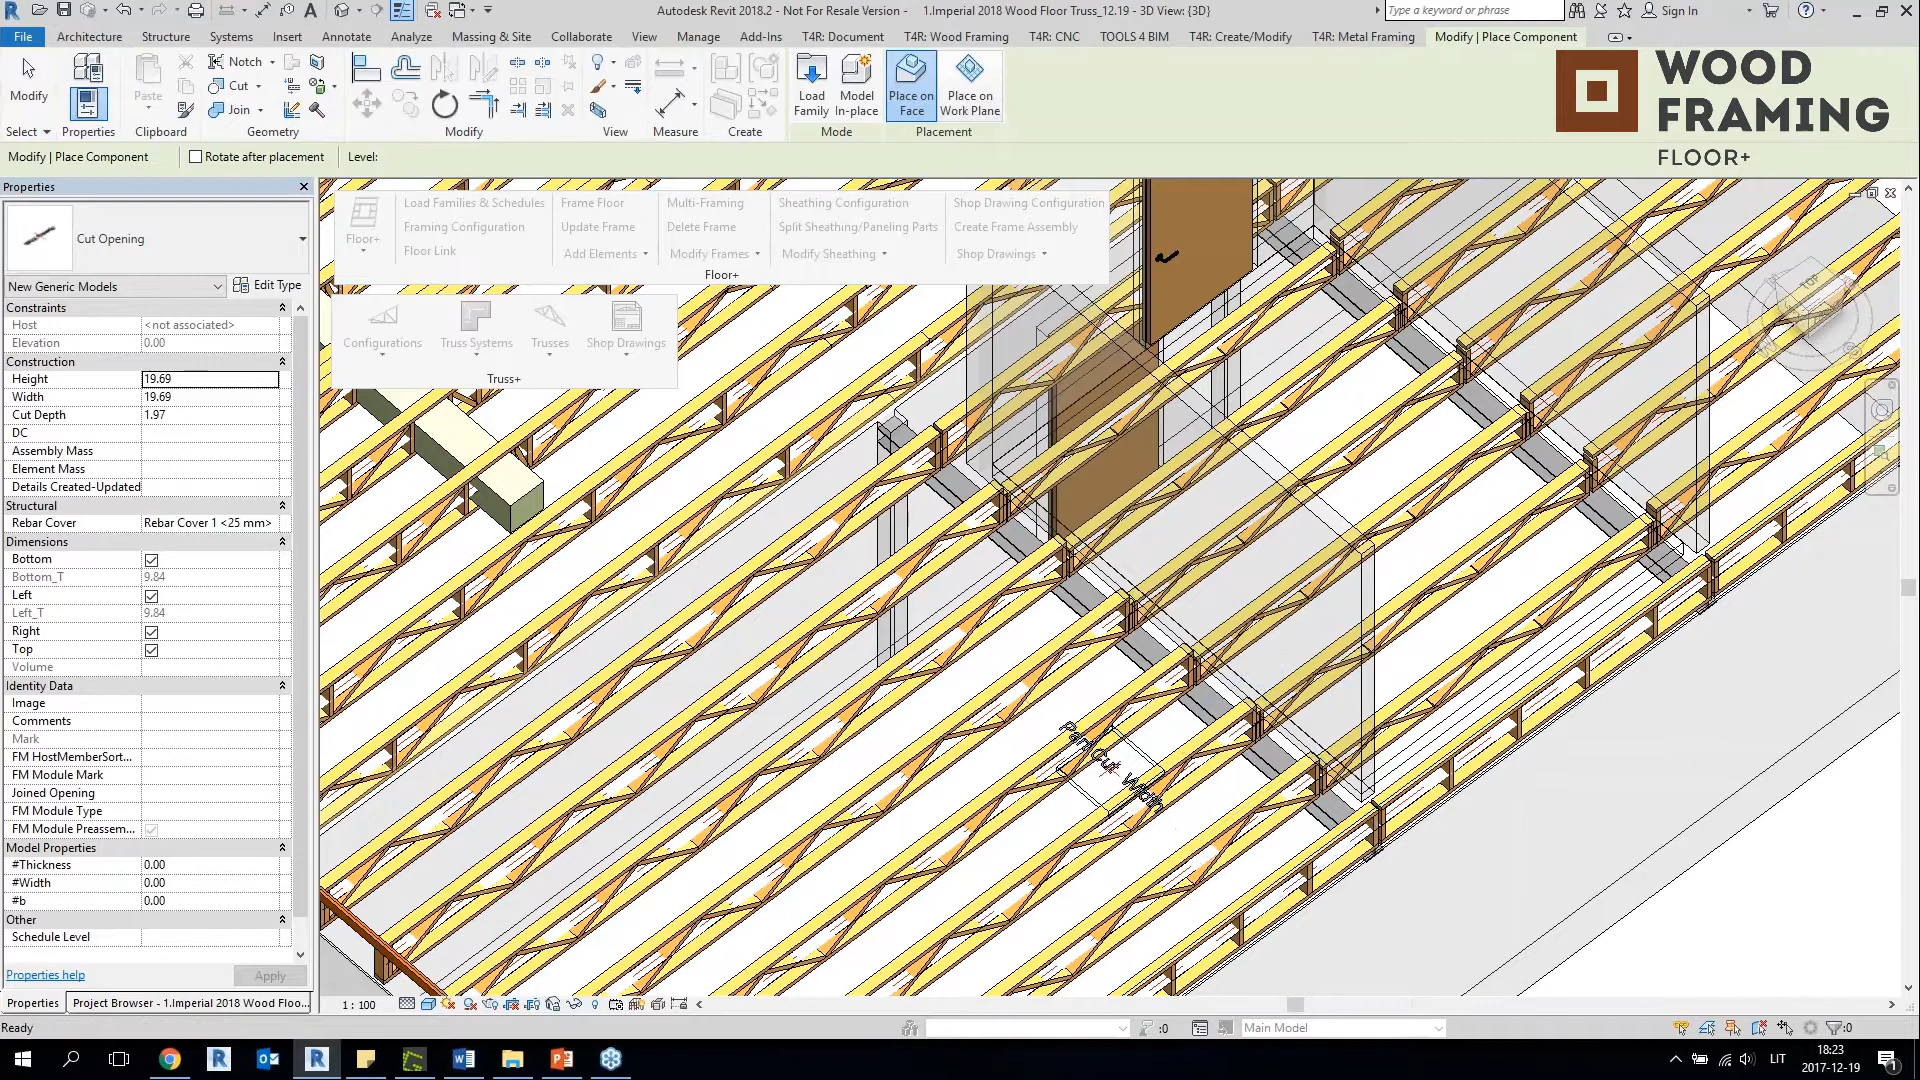 Autodesk Revit 2018.2 - Not For Resale Version - 1.Imperial 2018 Wood Floor Truss_12.19 - 3D View: {3D}
Type a keyword or phrase
Sign In
File Architecture Structure Systems Insert Annotate Analyze Massing & Site Collaborate View Manage Add-Ins T4R: Document T4R: Wood Framing T4R: CNC TOOLS 4 BIM T4R: Create/Modify T4R: Metal Framing Modify | Place Component
Modify
Paste
Notch
Cut
Join
Load Family
Model In-place
Place on Face
Place on Work Plane
Select Properties Clipboard Geometry Modify View Measure Create Mode Placement
WOOD
FRAMING
FLOOR+
Modify | Place Component Rotate after placement Level:
Properties
Cut Opening
New Generic Models Edit Type
Constraints
Host <not associated>
Elevation 0.00
Construction
Height 19.69
Width 19.69
Cut Depth 1.97
DC
Assembly Mass
Element Mass
Details Created-Updated
Structural
Rebar Cover Rebar Cover 1 <25 mm>
Dimensions
Bottom
Bottom_T 9.84
Left
Left_T 9.84
Right
Top
Volume
Identity Data
Image
Comments
Mark
FM HostMemberSort...
FM Module Mark
Joined Opening
FM Module Type
FM Module Preassem...
Model Properties
#Thickness 0.00
#Width 0.00
#b 0.00
Other
Schedule Level
Properties help Apply
Properties Project Browser - 1.Imperial 2018 Wood Floo...
Floor+
Load Families & Schedules Frame Floor Multi-Framing Sheathing Configuration Shop Drawing Configuration
Framing Configuration Update Frame Delete Frame Split Sheathing/Paneling Parts Create Frame Assembly
Floor Link Add Elements Modify Frames Modify Sheathing Shop Drawings
Floor+
Configurations Truss Systems Trusses Shop Drawings
Truss+
TOP
Part Cut Width
1 : 100
Ready
:0
Main Model
:0
LIT
18:23
2017-12-19
1